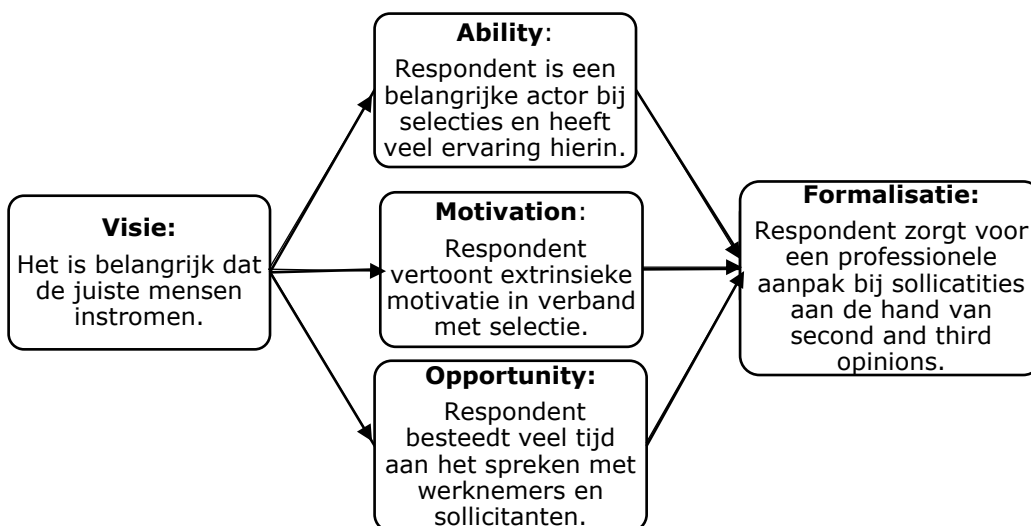 Visie:
Het is belangrijk dat
de juiste mensen
instromen.
Ability:
Respondent is een
belangrijke actor bij
selecties en heeft
veel ervaring hierin.
Motivation:
Respondent
vertoont extrinsieke
motivatie in verband
met selectie.
Opportunity:
Respondent
besteedt veel tijd
aan het spreken met
werknemers en
sollicitanten.
Formalisatie:
Respondent zorgt voor
een professionele
aanpak bij sollicatities
aan de hand van
second and third
opinions.